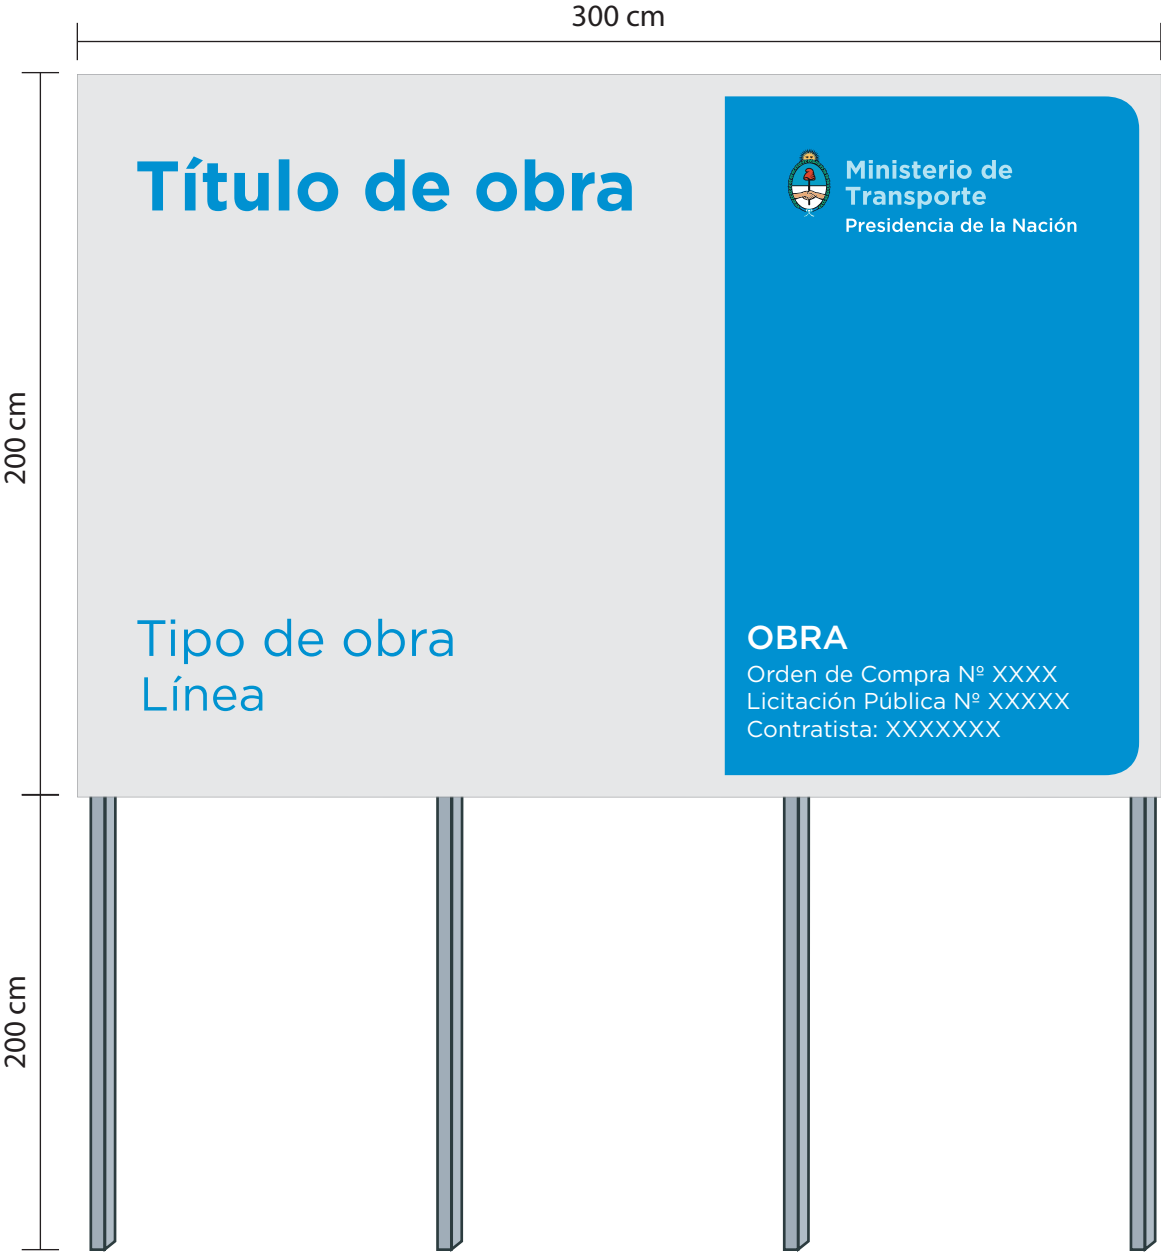 300 cm
200 cm
Título de obra
Ministerio de
Transporte
Presidencia de la Nación
Tipo de obra
Línea
OBRA
Orden de Compra Nº XXXX
Licitación Pública Nº XXXXX
Contratista: XXXXXXX
200 cm